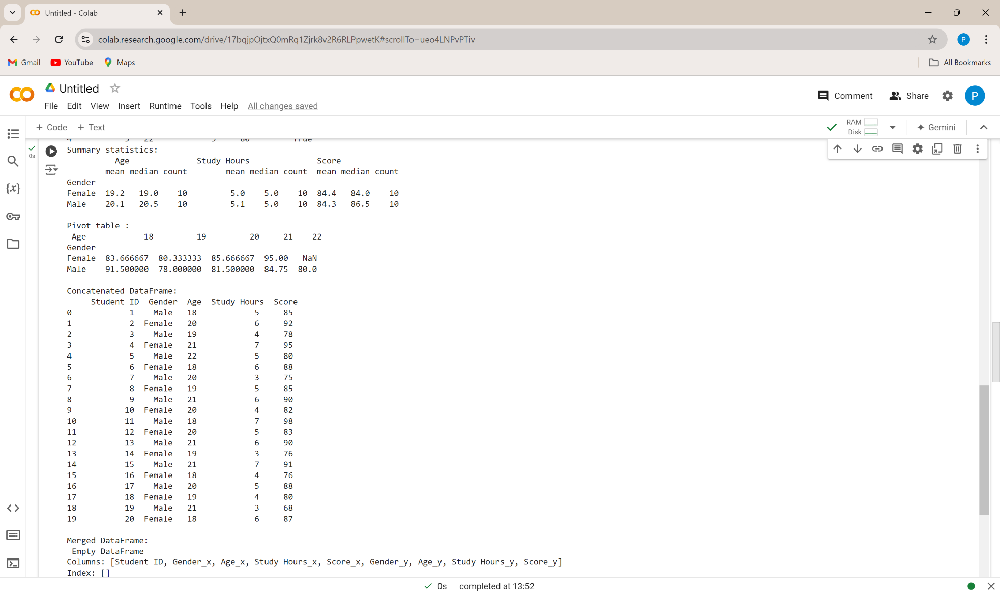 Untitled - Colab
colab.research.google.com/drive/17bqjpOjtxQ0mRq1Zjrk8v2R6RLPpwetK#scrollTo=ueo4LNPvPTiv
P
Gmail YouTube Maps All Bookmarks
Untitled
Comment Share P
File Edit View Insert Runtime Tools Help All changes saved
+ Code + Text
RAM
Disk
Gemini
4 5 22 5 80 True
0s
Summary statistics:
Age Study Hours Score
mean median count mean median count mean median count
Gender
Female 19.2 19.0 10 5.0 5.0 10 84.4 84.0 10
Male 20.1 20.5 10 5.1 5.0 10 84.3 86.5 10
{x}
Pivot table :
Age 18 19 20 21 22
Gender
Female 83.666667 80.333333 85.666667 95.00 NaN
Male 91.500000 78.000000 81.500000 84.75 80.0
Concatenated DataFrame:
Student ID Gender Age Study Hours Score
0 1 Male 18 5 85
1 2 Female 20 6 92
2 3 Male 19 4 78
3 4 Female 21 7 95
4 5 Male 22 5 80
5 6 Female 18 6 88
6 7 Male 20 3 75
7 8 Female 19 5 85
8 9 Male 21 6 90
9 10 Female 20 4 82
10 11 Male 18 7 98
11 12 Female 20 5 83
12 13 Male 21 6 90
13 14 Female 19 3 76
14 15 Male 21 7 91
15 16 Female 18 4 76
16 17 Male 20 5 88
17 18 Female 19 4 80
18 19 Male 21 3 68
19 20 Female 18 6 87
Merged DataFrame:
Empty DataFrame
Columns: [Student ID, Gender_x, Age_x, Study Hours_x, Score_x, Gender_y, Age_y, Study Hours_y, Score_y]
Index: []
0s completed at 13:52